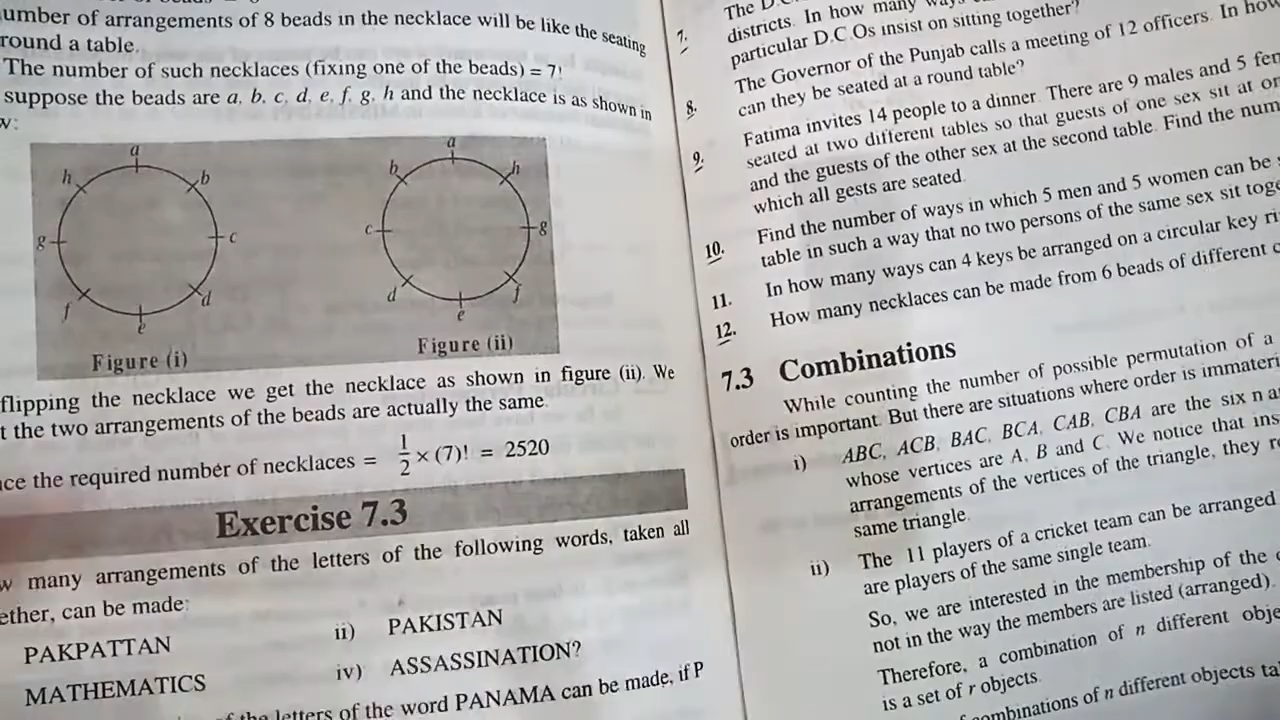 umber of arrangements of 8 beads in the necklace will be like the seating
round a table.
The number of such necklaces (fixing one of the beads) = 7!
suppose the beads are a, b, c, d, e, f, g, h and the necklace is as shown in
w:
a
h
b
g
c
f
d
e
Figure (i)
a
b
h
c
g
d
f
e
Figure (ii)
flipping the necklace we get the necklace as shown in figure (ii). We
t the two arrangements of the beads are actually the same.
nce the required number of necklaces = 1/2 × (7)! = 2520
Exercise 7.3
w many arrangements of the letters of the following words, taken all
ether, can be made:
PAKPATTAN
ii) PAKISTAN
MATHEMATICS
iv) ASSASSINATION?
of the letters of the word PANAMA can be made, if P
7. The D.C.
districts. In how many ways
particular D.C.Os insist on sitting together?
8. The Governor of the Punjab calls a meeting of 12 officers. In how
can they be seated at a round table?
9. Fatima invites 14 people to a dinner. There are 9 males and 5 fem
seated at two different tables so that guests of one sex sit at on
and the guests of the other sex at the second table. Find the num
which all gests are seated.
10. Find the number of ways in which 5 men and 5 women can be
table in such a way that no two persons of the same sex sit toge
11. In how many ways can 4 keys be arranged on a circular key ri
12. How many necklaces can be made from 6 beads of different c
7.3 Combinations
While counting the number of possible permutation of a
order is important. But there are situations where order is immateri
i) ABC, ACB, BAC, BCA, CAB, CBA are the six n a
whose vertices are A, B and C. We notice that ins
arrangements of the vertices of the triangle, they re
same triangle.
ii) The 11 players of a cricket team can be arranged
are players of the same single team.
So, we are interested in the membership of the c
not in the way the members are listed (arranged).
Therefore, a combination of n different obje
is a set of r objects.
ombinations of n different objects ta